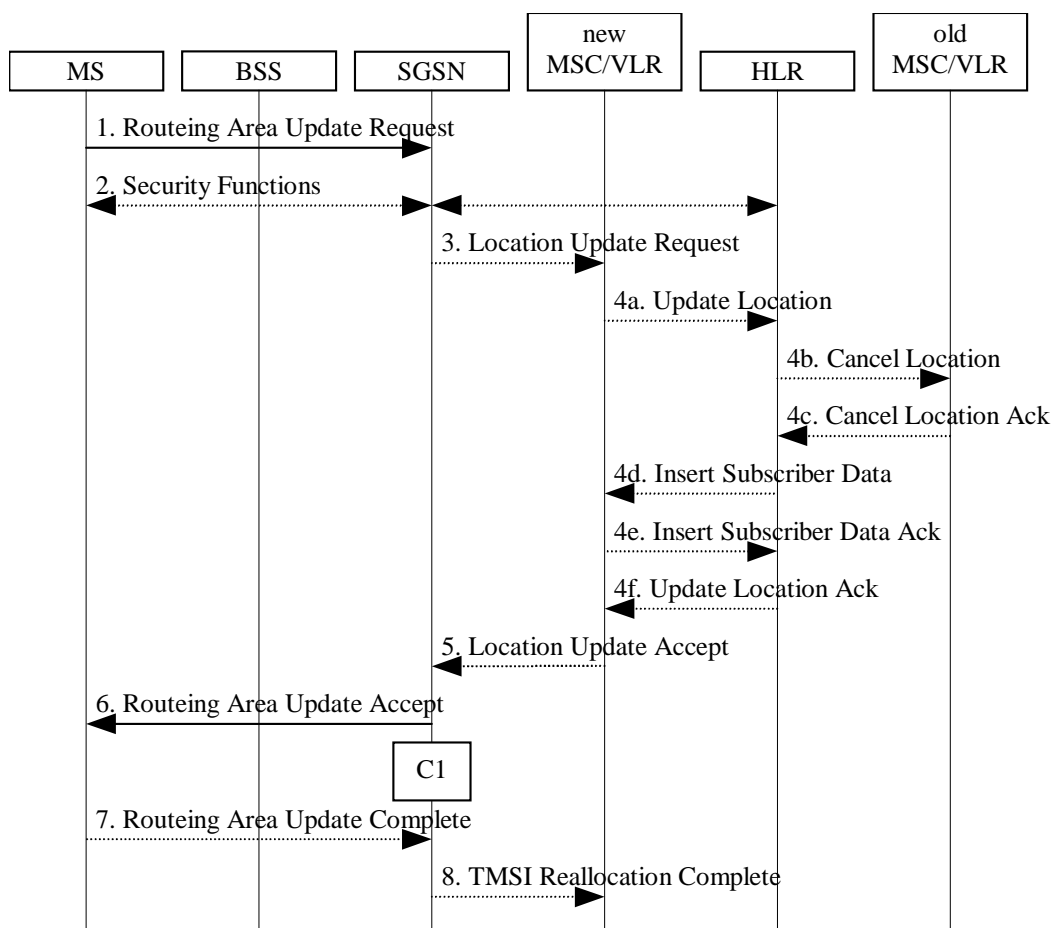 new
old
MS
BSS
SGSN
MSC/VLR
HLR
MSC/VLR
1. Routeing Area Update Request
2. Security Functions
3. Location Update Request
4a. Update Location
4b. Cancel Location
4c. Cancel Location Ack
4d. Insert Subscriber Data
4e. Insert Subscriber Data Ack
4f. Update Location Ack
5. Location Update Accept
6. Routeing Area Update Accept
C1
7. Routeing Area Update Complete
8. TMSI Reallocation Complete